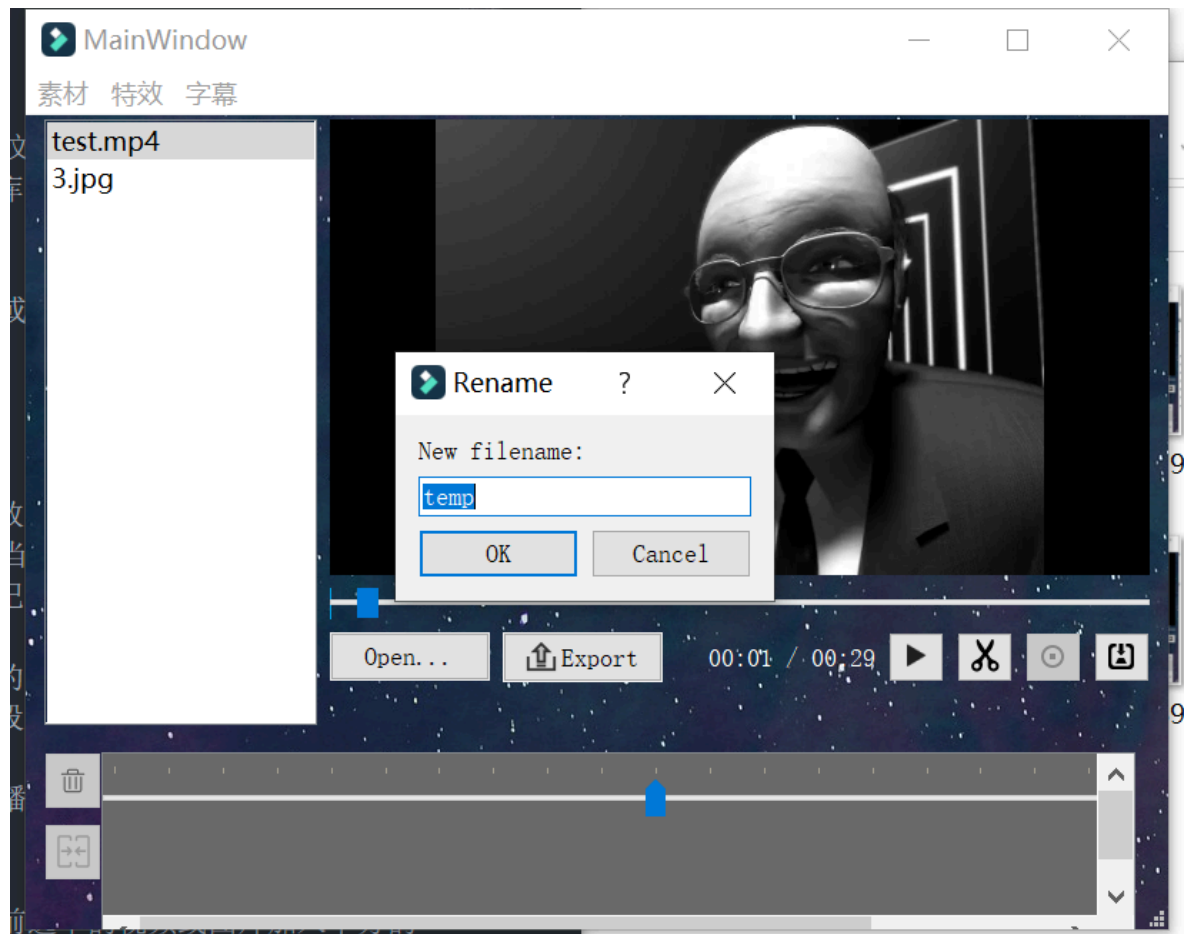 MainWindow
素材 特效 字幕
test.mp4
3.jpg
Rename ?
New filename:
temp
OK Cancel
Open... Export 00:01 / 00:29